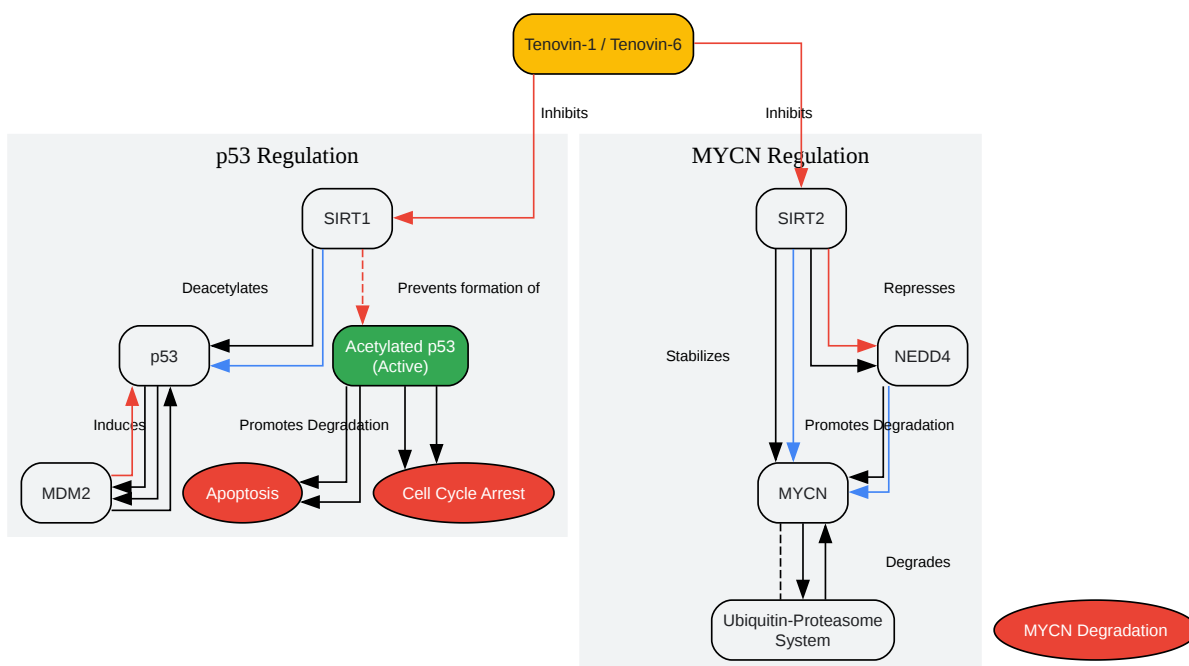 Tenovin-1 / Tenovin-6
Inhibits
Inhibits
p53 Regulation
MYCN Regulation
SIRT1
SIRT2
Deacetylates
Prevents formation of
Represses
p53
Acetylated p53
(Active)
Stabilizes
NEDD4
Induces
Promotes Degradation
Promotes Degradation
MDM2
Apoptosis
Cell Cycle Arrest
MYCN
Degrades
Ubiquitin-Proteasome
System
MYCN Degradation